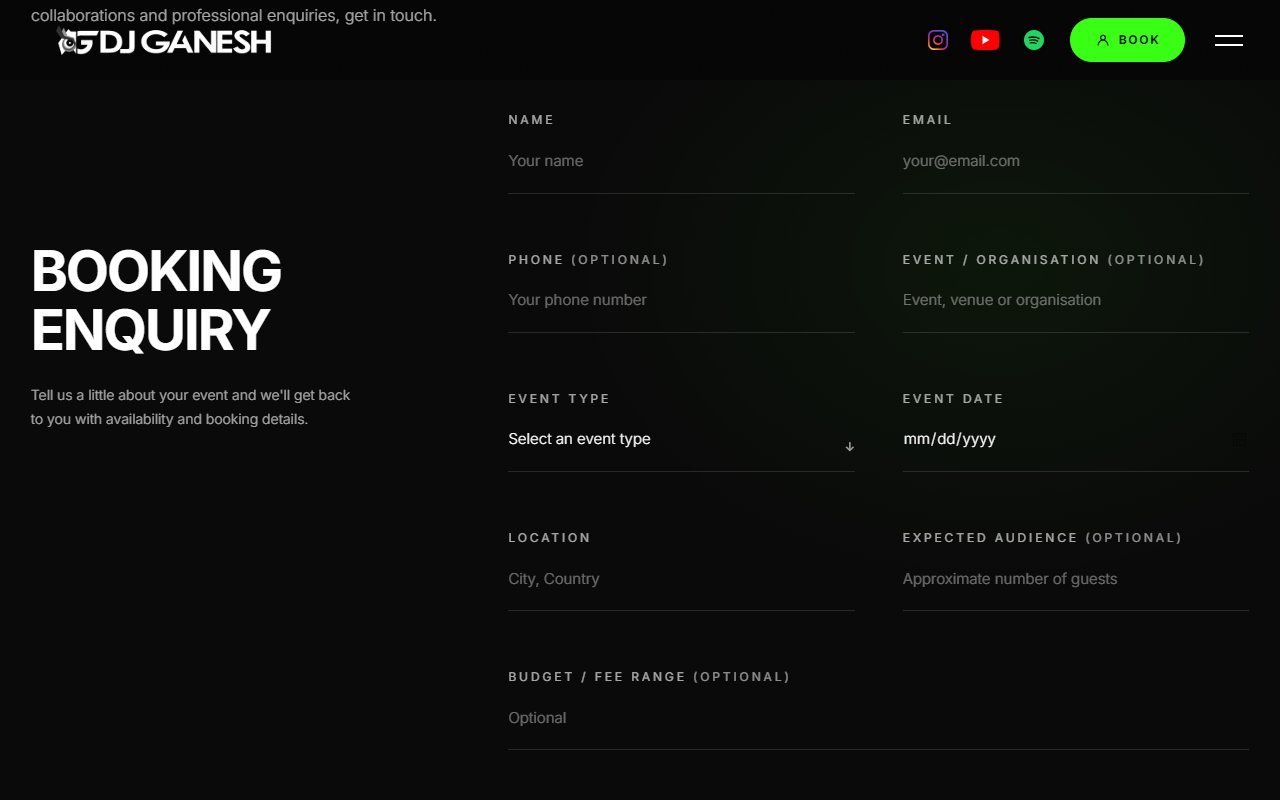 collaborations and professional enquiries, get in touch.
DJ GANESH
BOOK
BOOKING
ENQUIRY
Tell us a little about your event and we'll get back
to you with availability and booking details.
NAME
Your name
EMAIL
your@email.com
PHONE (OPTIONAL)
Your phone number
EVENT / ORGANISATION (OPTIONAL)
Event, venue or organisation
EVENT TYPE
Select an event type
EVENT DATE
mm/dd/yyyy
LOCATION
City, Country
EXPECTED AUDIENCE (OPTIONAL)
Approximate number of guests
BUDGET / FEE RANGE (OPTIONAL)
Optional